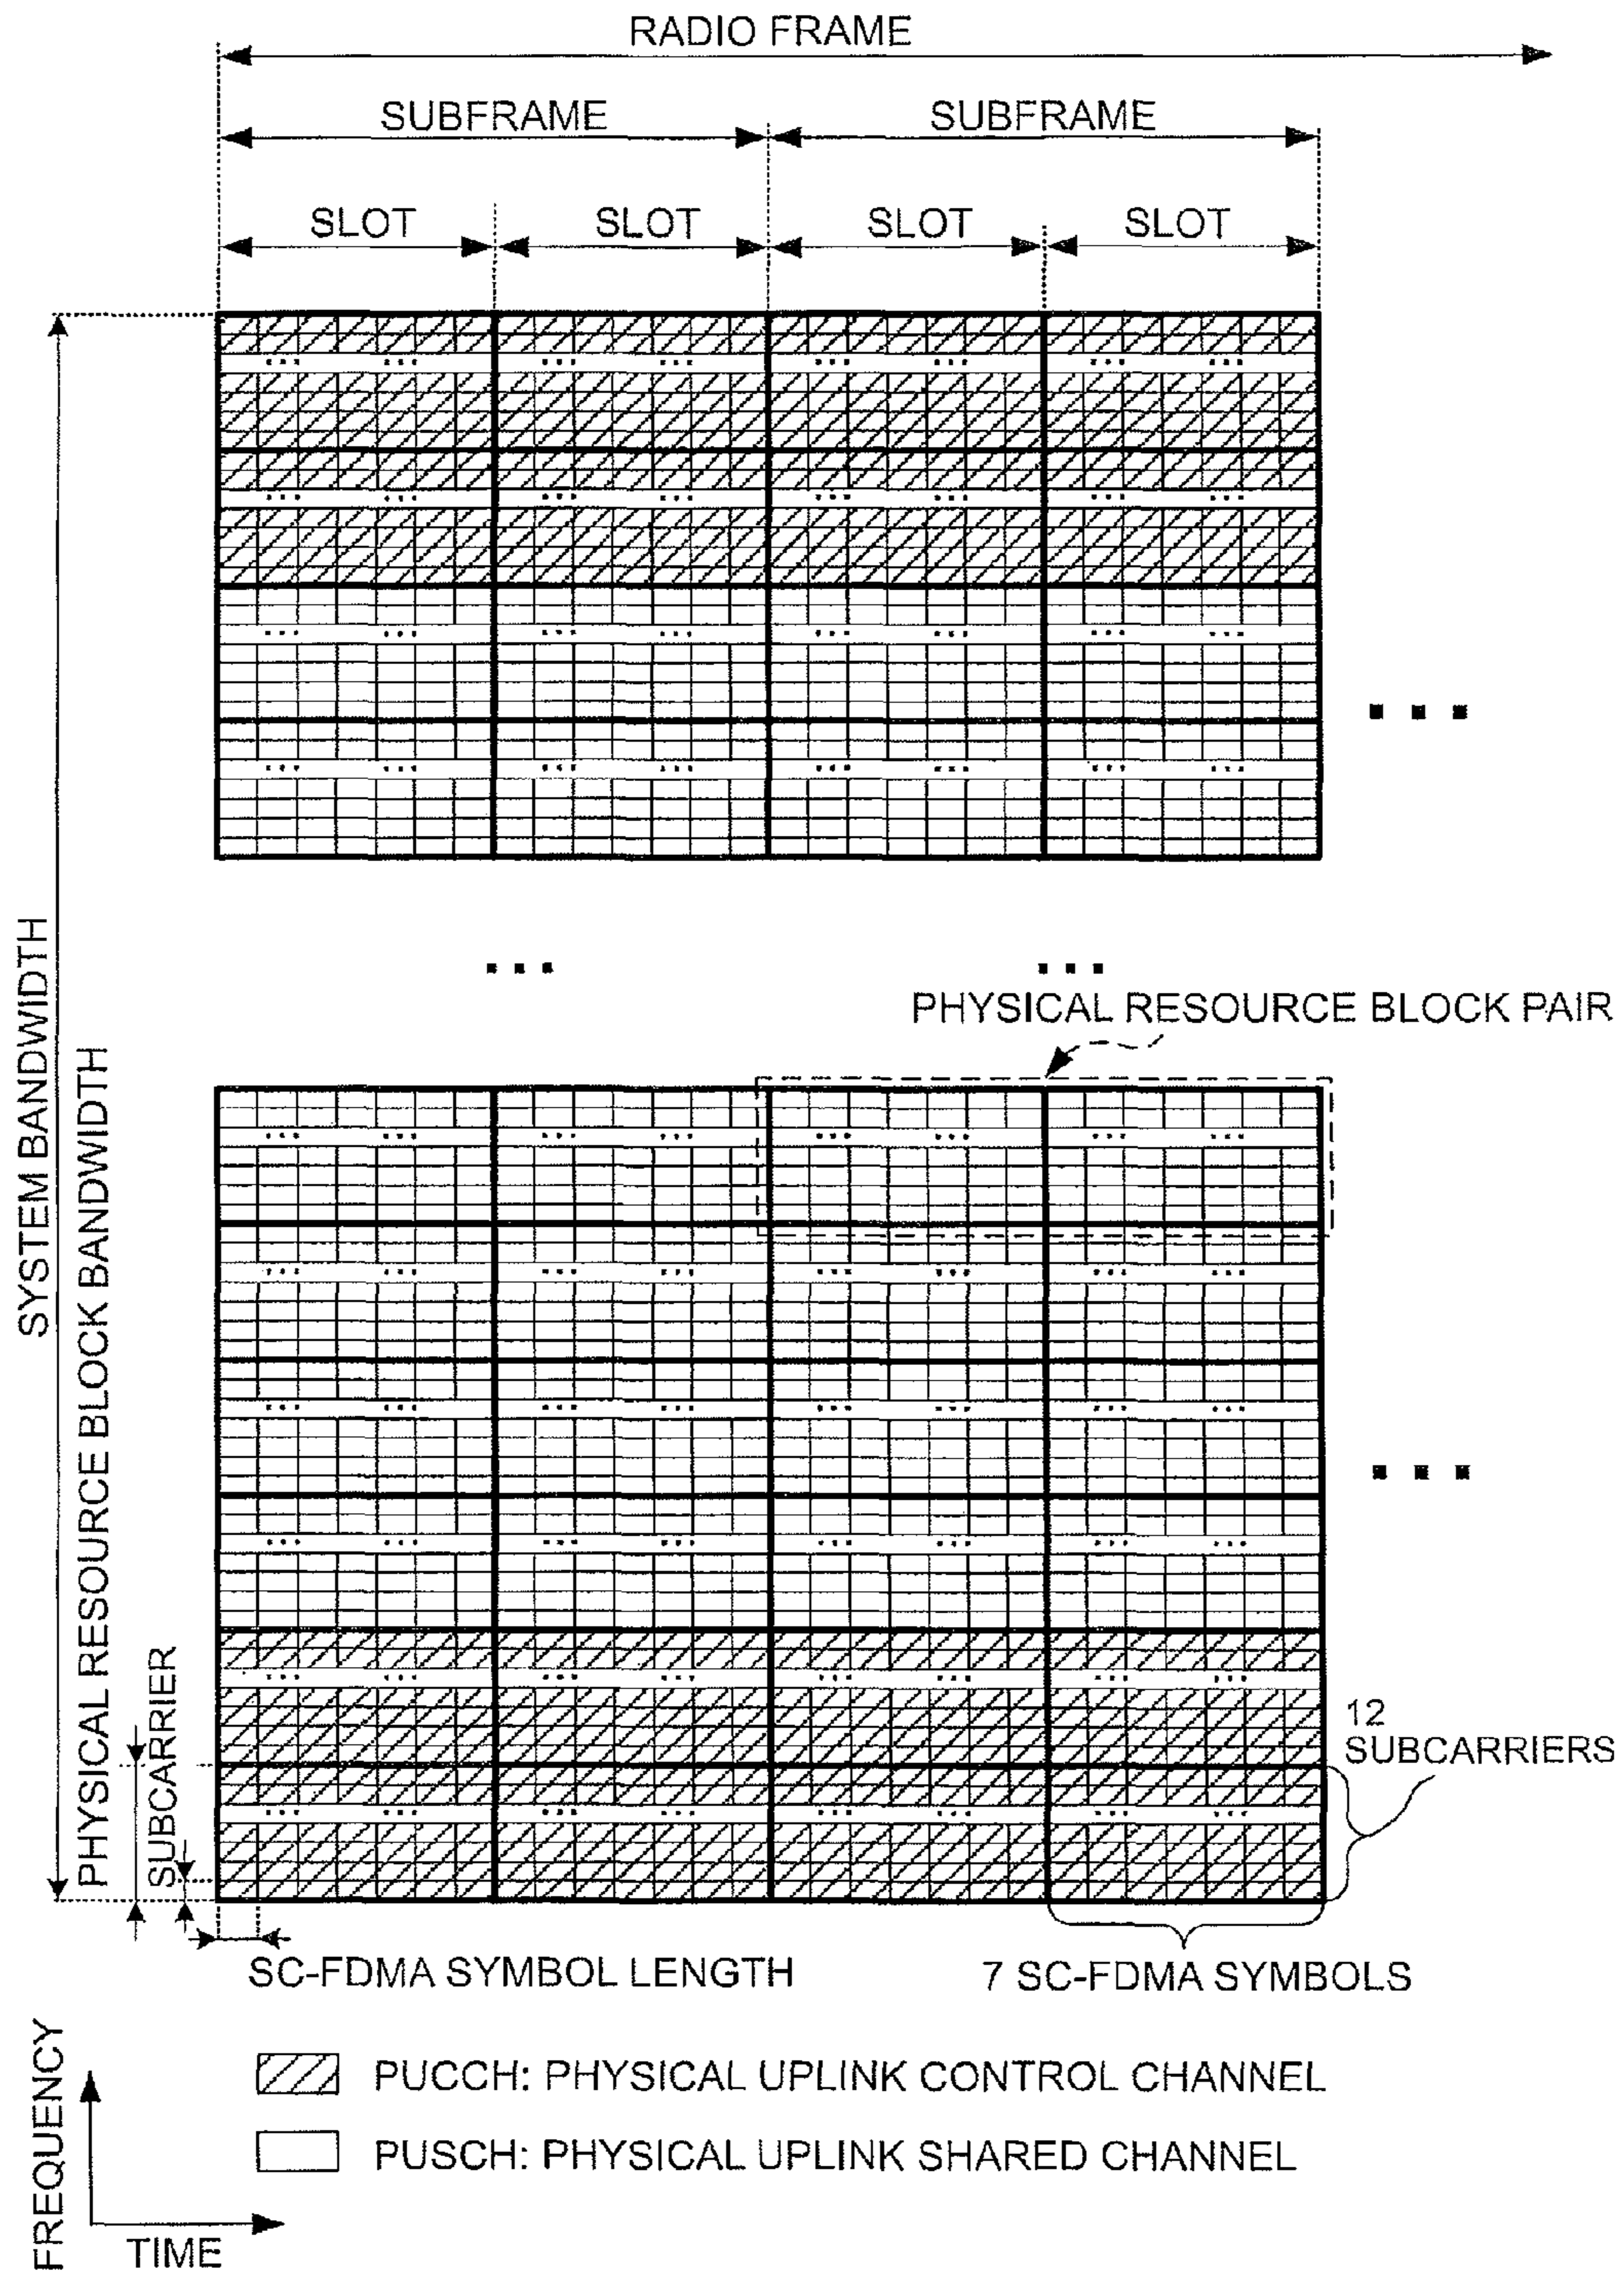 RADIO FRAME
SUBFRAME SUBFRAME
SLOT SLOT SLOT SLOT
SYSTEM BANDWIDTH
PHYSICAL RESOURCE BLOCK PAIR
PHYSICAL RESOURCE BLOCK BANDWIDTH
SUBCARRIER
12
SUBCARRIERS
SC-FDMA SYMBOL LENGTH
7 SC-FDMA SYMBOLS
PUCCH: PHYSICAL UPLINK CONTROL CHANNEL
PUSCH: PHYSICAL UPLINK SHARED CHANNEL
FREQUENCY
TIME